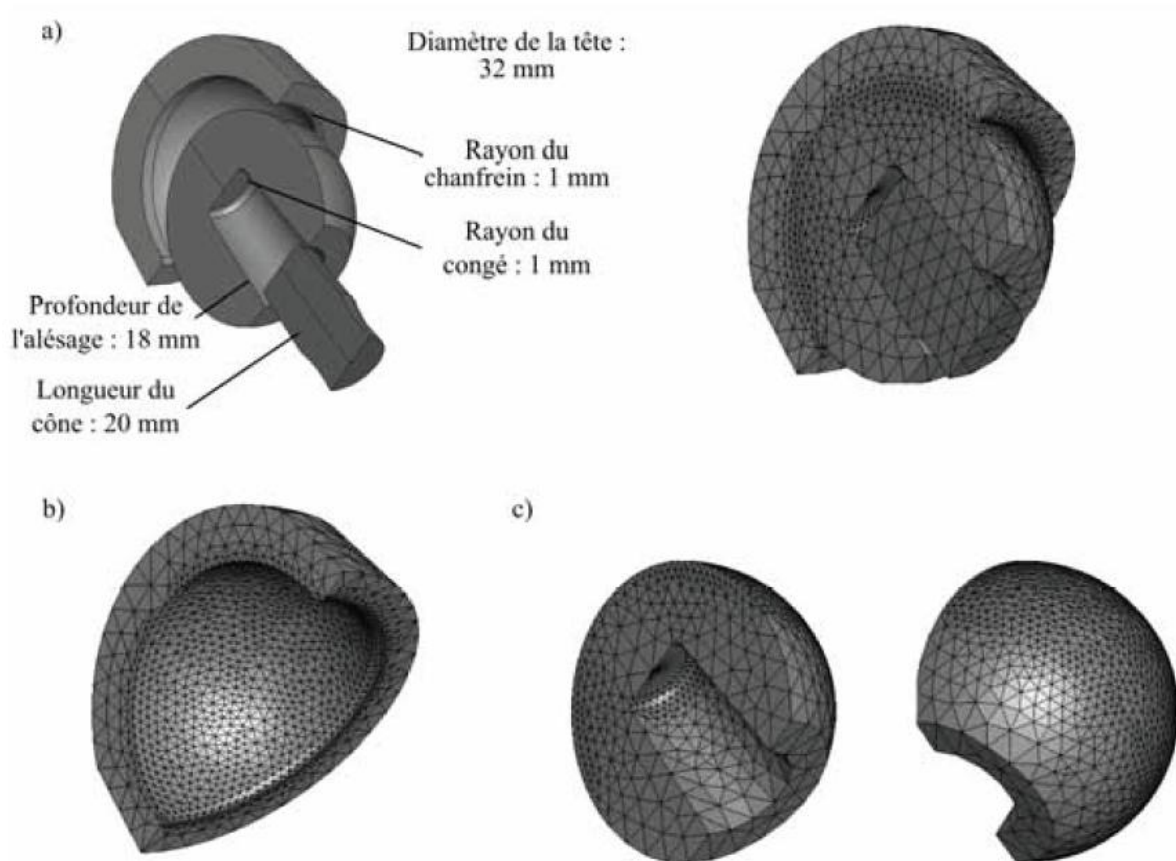 a)
Diamètre de la tête :
32 mm
Rayon du
chanfrein : 1 mm
Rayon du
congé : 1 mm
Profondeur de
l'alésage : 18 mm
Longueur du
cône : 20 mm
b)
c)